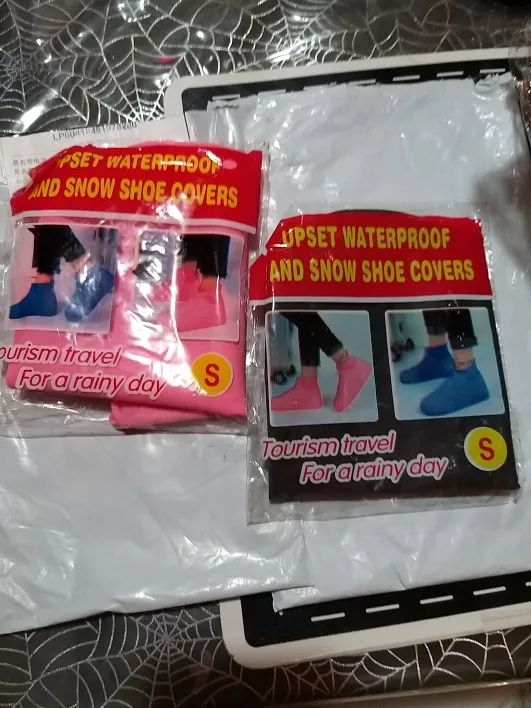 UPSET WATERPROOF
AND SNOW SHOE COVERS
ourism travel
For a rainy day
S
UPSET WATERPROOF
AND SNOW SHOE COVERS
Tourism travel
For a rainy day
S